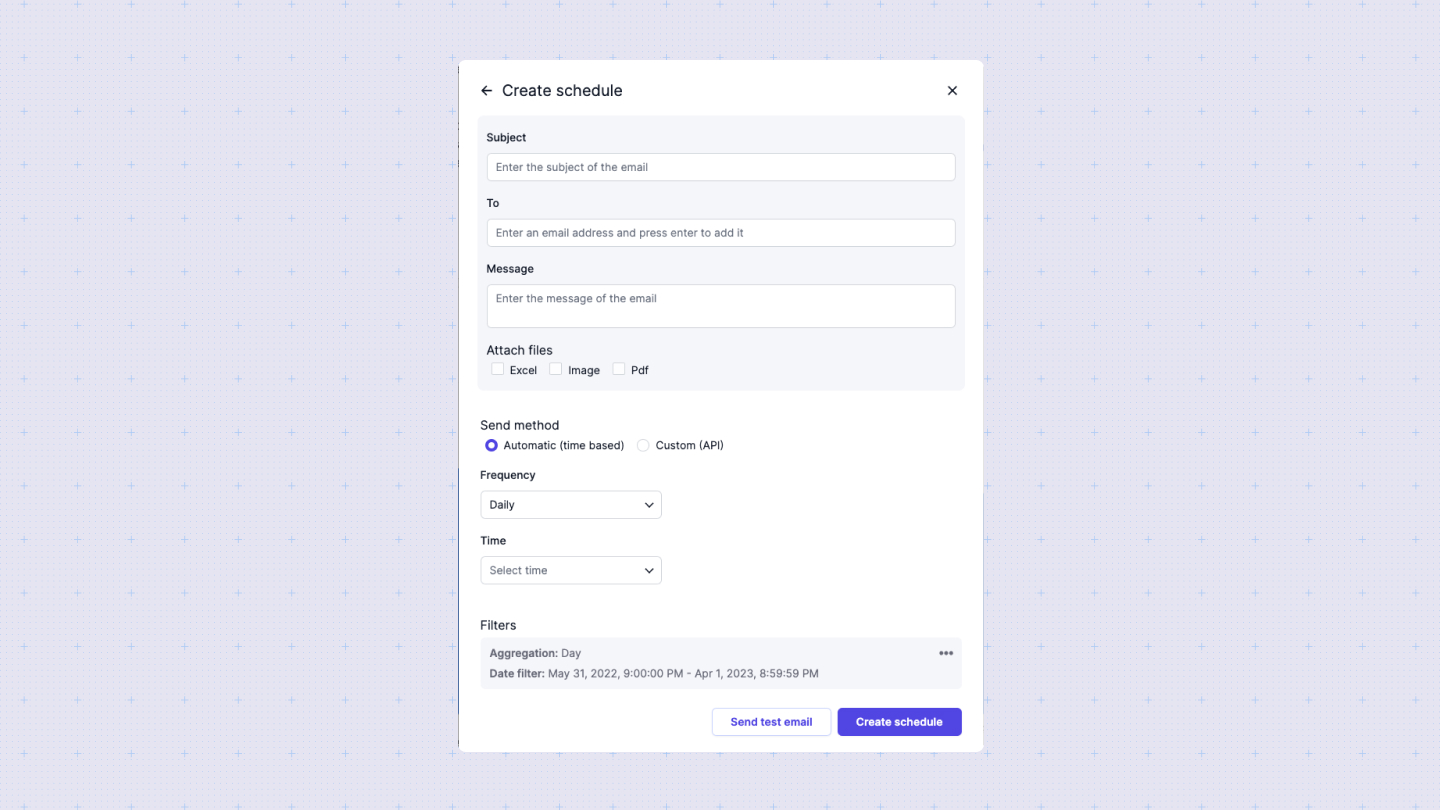 Create schedule
Subject
Enter the subject of the email
To
Enter an email address and press enter to add it
Message
Enter the message of the email
Attach files
Excel Image Pdf
Send method
Automatic (time based) Custom (API)
Frequency
Daily
Time
Select time
Filters
Aggregation: Day
Date filter: May 31, 2022, 9:00:00 PM - Apr 1, 2023, 8:59:59 PM
Send test email Create schedule